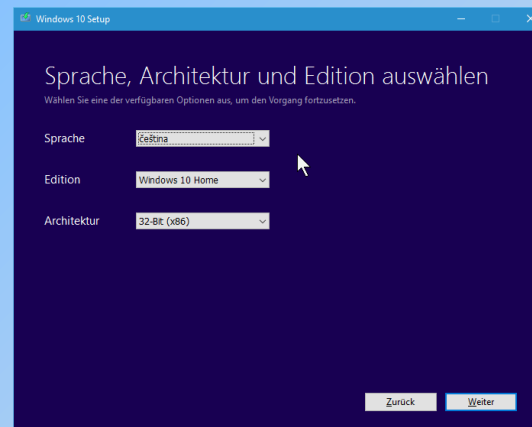 Windows 10 Setup
Sprache, Architektur und Edition auswählen
Wählen Sie eine der verfügbaren Optionen aus, um den Vorgang fortzusetzen.
Sprache čeština
Edition Windows 10 Home
Architektur 32-Bit (x86)
Zurück Weiter